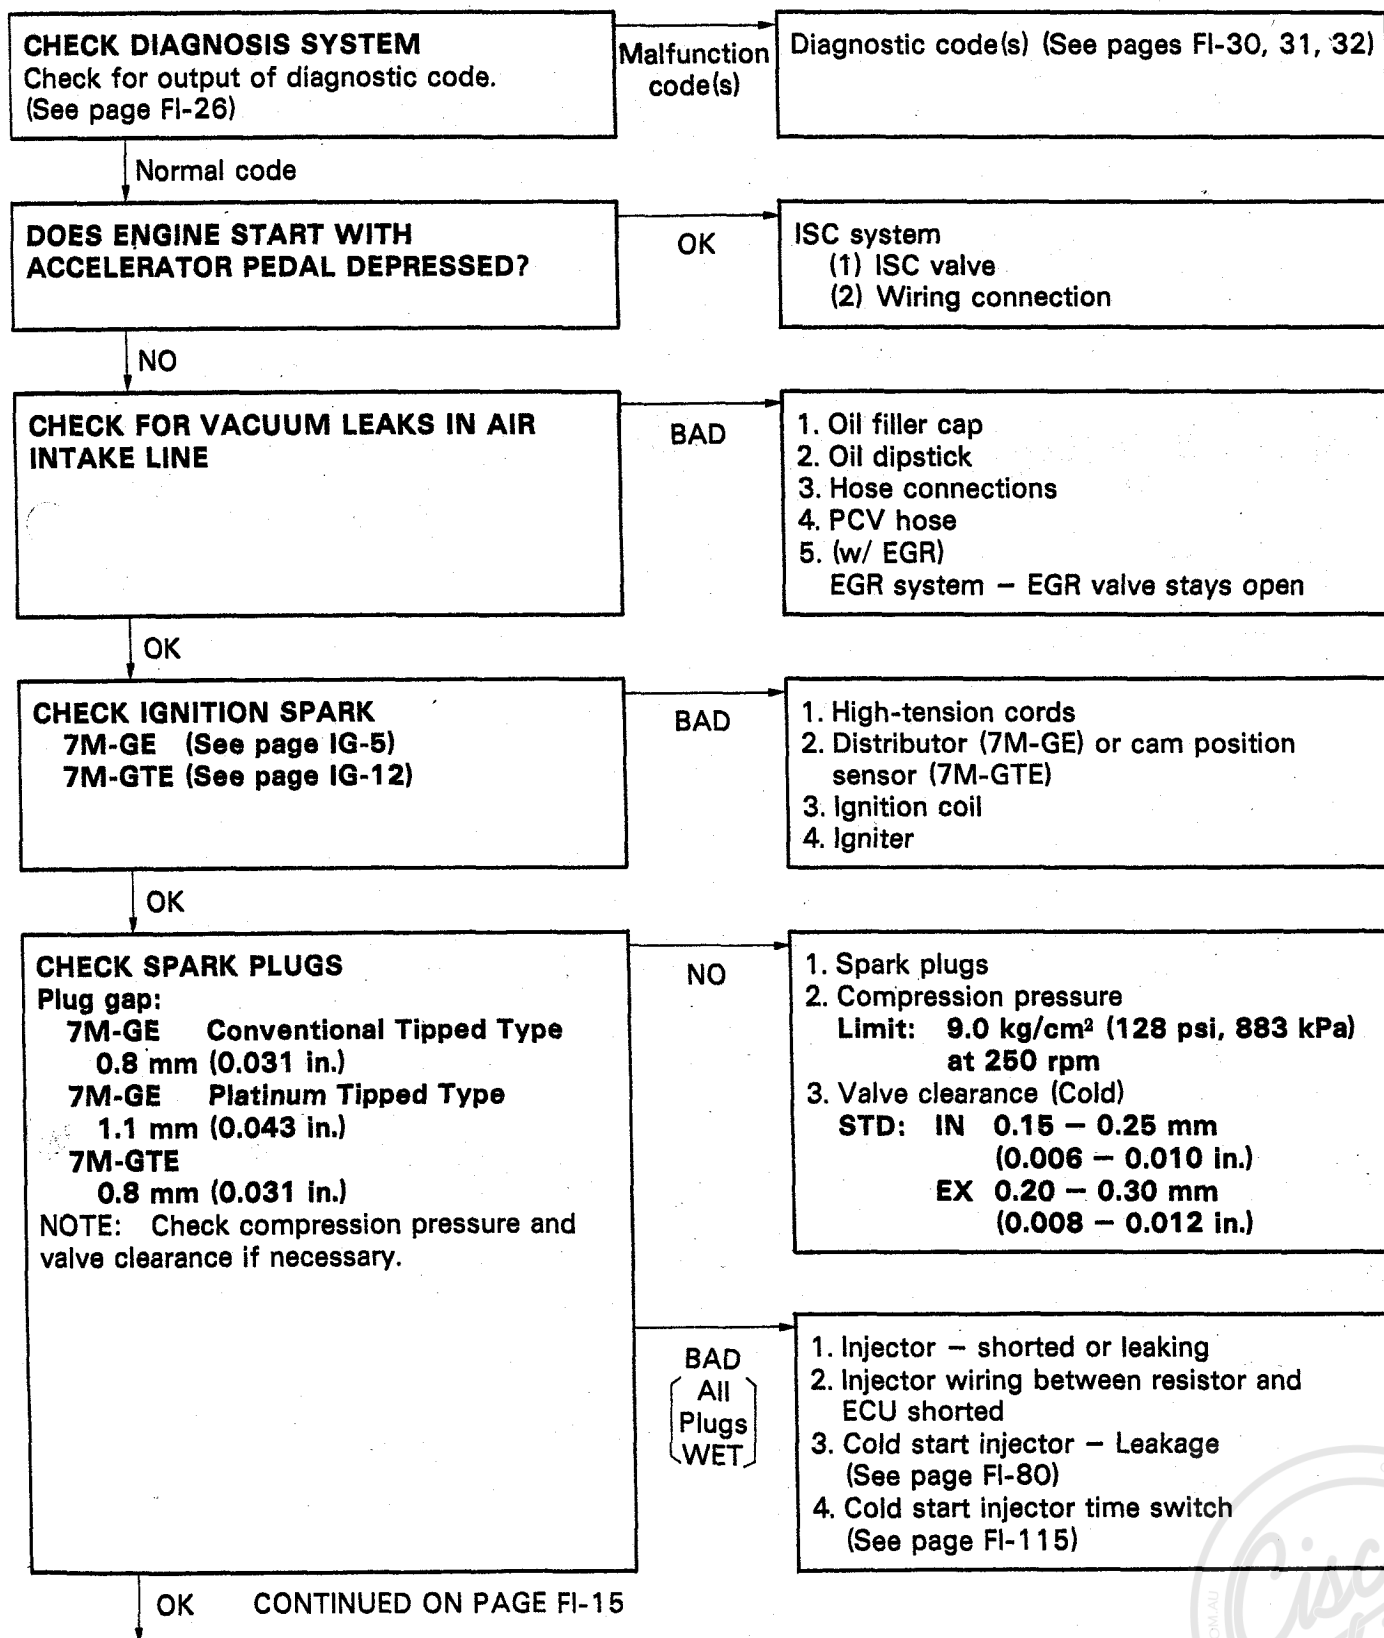 CHECK DIAGNOSIS SYSTEM
Check for output of diagnostic code.
(See page FI-26)
Malfunction
code(s)
Diagnostic code(s) (See pages FI-30, 31, 32)
Normal code
DOES ENGINE START WITH
ACCELERATOR PEDAL DEPRESSED?
OK
ISC system
(1) ISC valve
(2) Wiring connection
NO
CHECK FOR VACUUM LEAKS IN AIR
INTAKE LINE
BAD
1. Oil filler cap
2. Oil dipstick
3. Hose connections
4. PCV hose
5. (w/ EGR)
EGR system — EGR valve stays open
OK
CHECK IGNITION SPARK
7M-GE (See page IG-5)
7M-GTE (See page IG-12)
BAD
1. High-tension cords
2. Distributor (7M-GE) or cam position
sensor (7M-GTE)
3. Ignition coil
4. Igniter
OK
CHECK SPARK PLUGS
Plug gap:
7M-GE Conventional Tipped Type
0.8 mm (0.031 in.)
7M-GE Platinum Tipped Type
1.1 mm (0.043 in.)
7M-GTE
0.8 mm (0.031 in.)
NOTE: Check compression pressure and
valve clearance if necessary.
NO
1. Spark plugs
2. Compression pressure
Limit: 9.0 kg/cm² (128 psi, 883 kPa)
at 250 rpm
3. Valve clearance (Cold)
STD: IN 0.15 — 0.25 mm
(0.006 — 0.010 in.)
EX 0.20 — 0.30 mm
(0.008 — 0.012 in.)
BAD
All
Plugs
WET
1. Injector — shorted or leaking
2. Injector wiring between resistor and
ECU shorted
3. Cold start injector — Leakage
(See page FI-80)
4. Cold start injector time switch
(See page FI-115)
OK CONTINUED ON PAGE FI-15